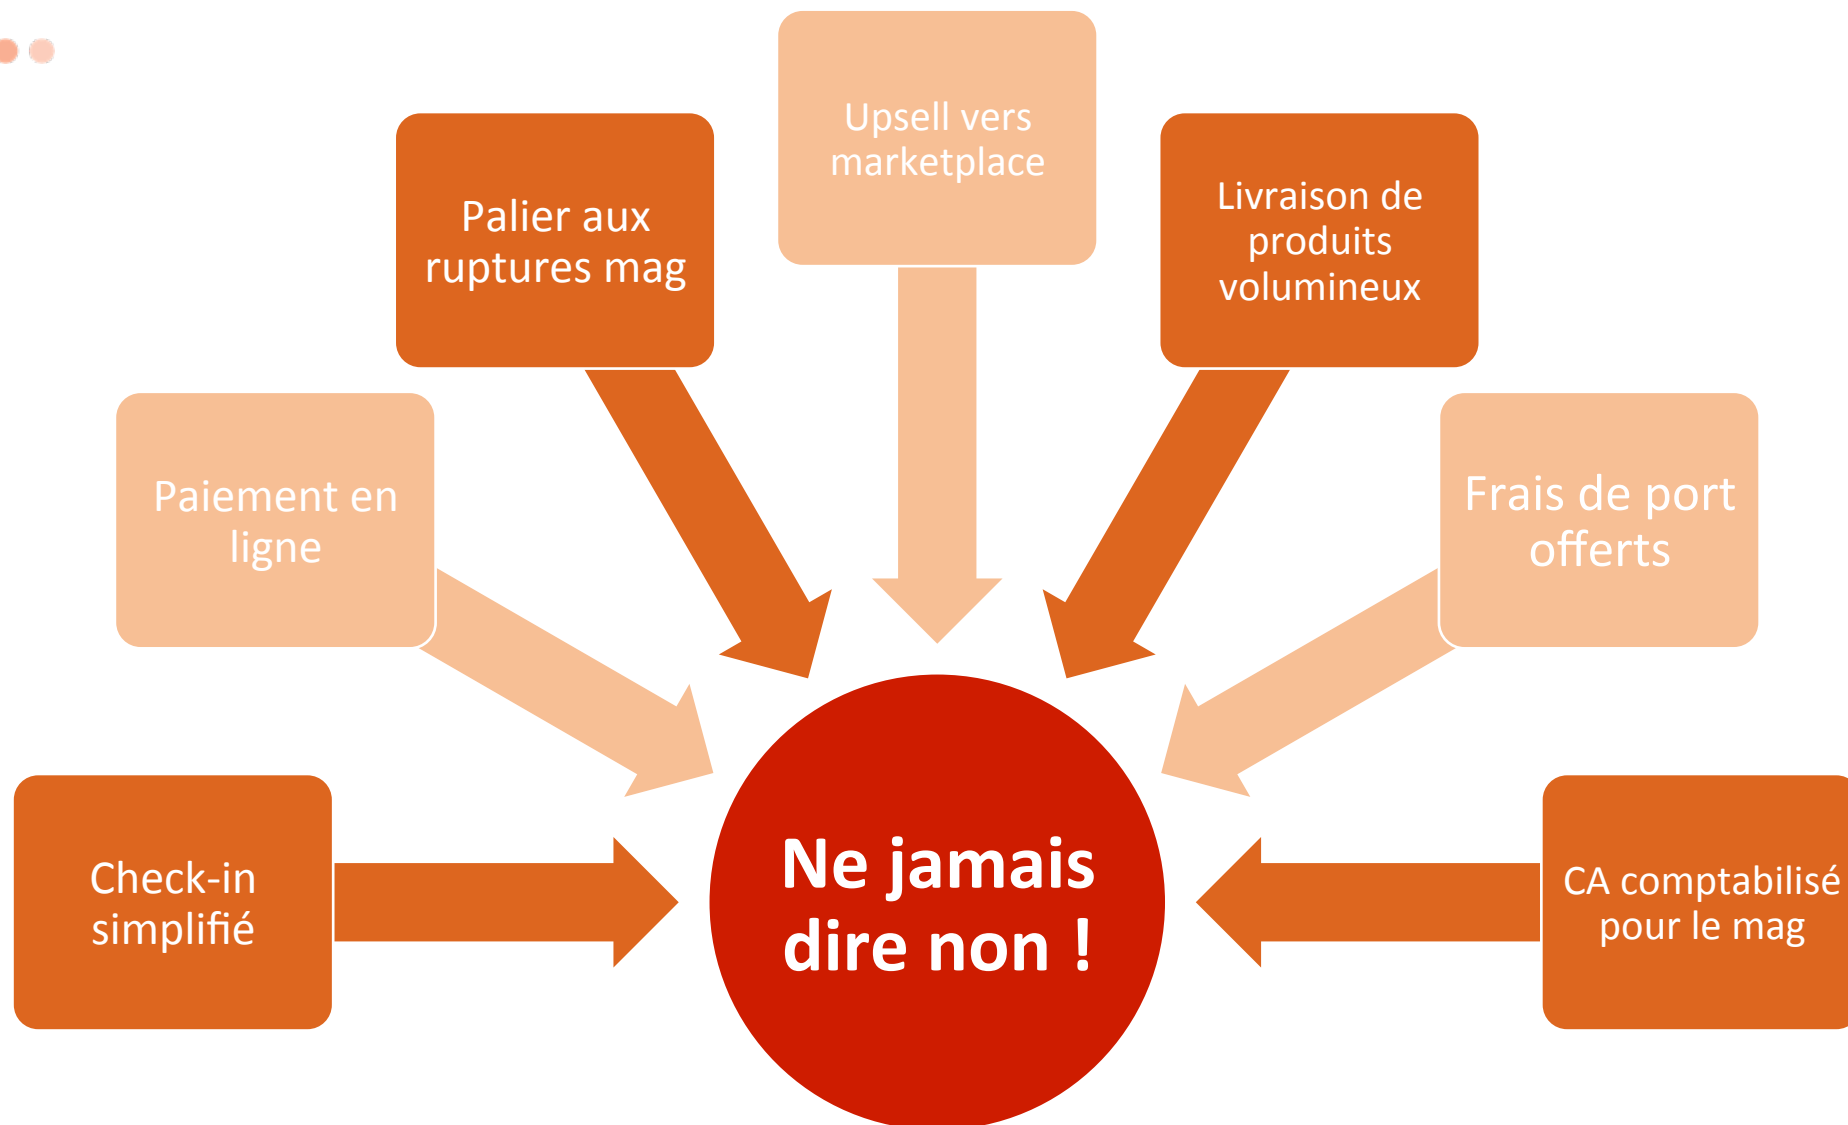 Upsell vers
marketplace
Palier aux
ruptures mag
Livraison de
produits
volumineux
Paiement en
ligne
Frais de port
offerts
Check-in
simplifié
Ne jamais
dire non !
CA comptabilisé
pour le mag